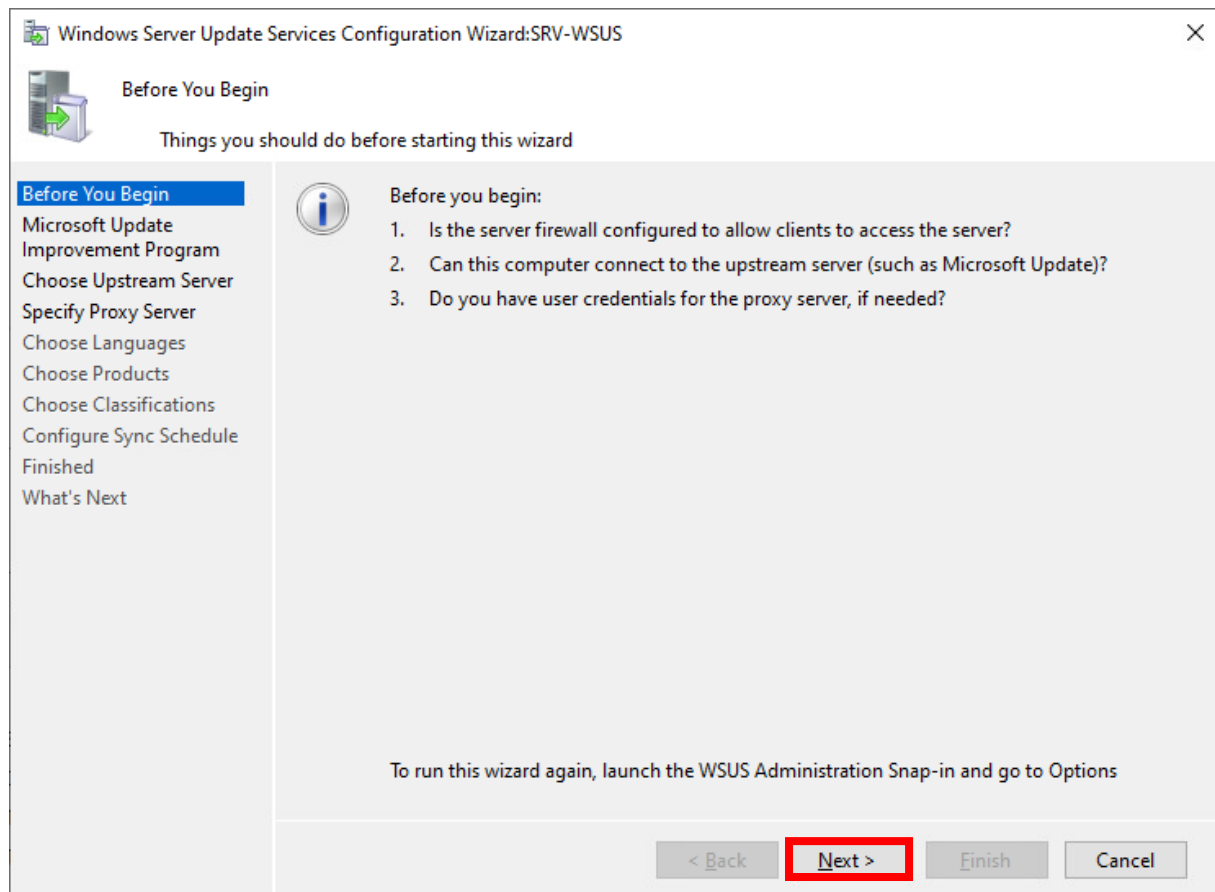 Windows Server Update Services Configuration Wizard:SRV-WSUS
Before You Begin
Things you should do before starting this wizard
Before You Begin
Microsoft Update
Improvement Program
Choose Upstream Server
Specify Proxy Server
Choose Languages
Choose Products
Choose Classifications
Configure Sync Schedule
Finished
What's Next
Before you begin:
1. Is the server firewall configured to allow clients to access the server?
2. Can this computer connect to the upstream server (such as Microsoft Update)?
3. Do you have user credentials for the proxy server, if needed?
To run this wizard again, launch the WSUS Administration Snap-in and go to Options
< Back Next > Finish Cancel